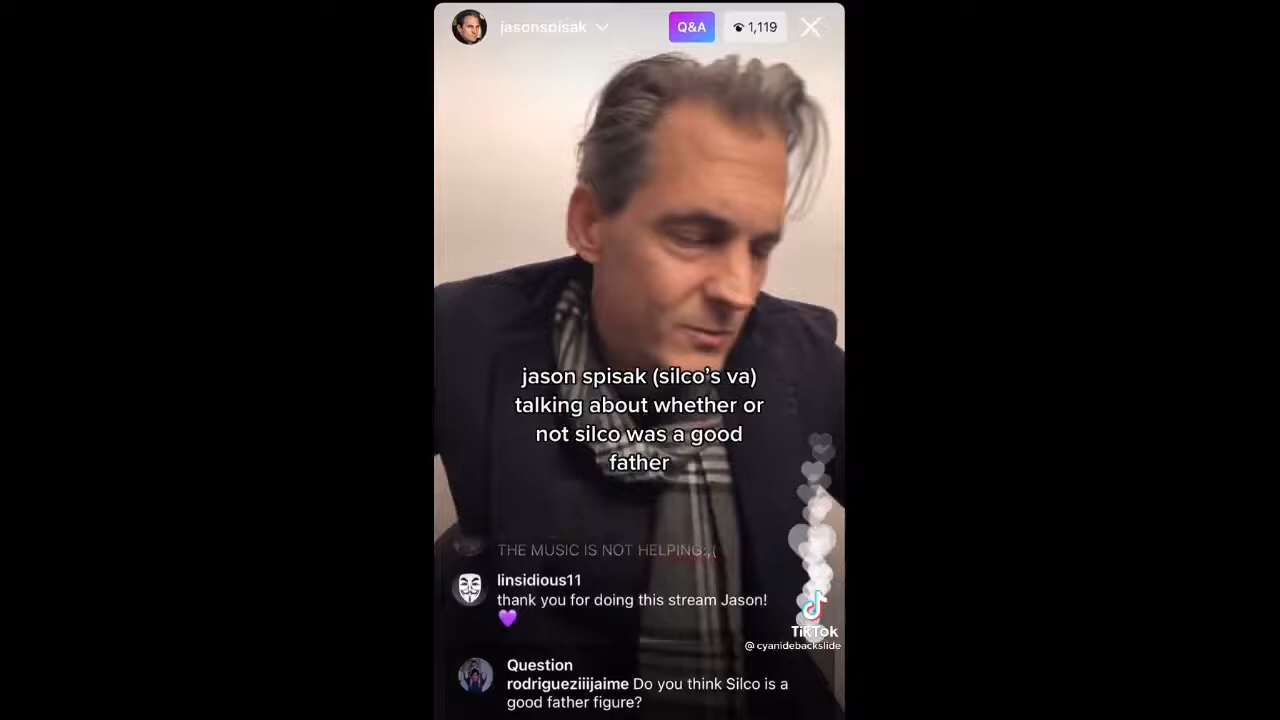 jasonspisak
Q&A
1,119
jason spisak (silco's va)
talking about whether or
not silco was a good
father
THE MUSIC IS NOT HELPING:,(
linsidious11
thank you for doing this stream Jason!
💜
TikTok
@cyanidebackslide
Question
rodrigueziiijaime Do you think Silco is a
good father figure?